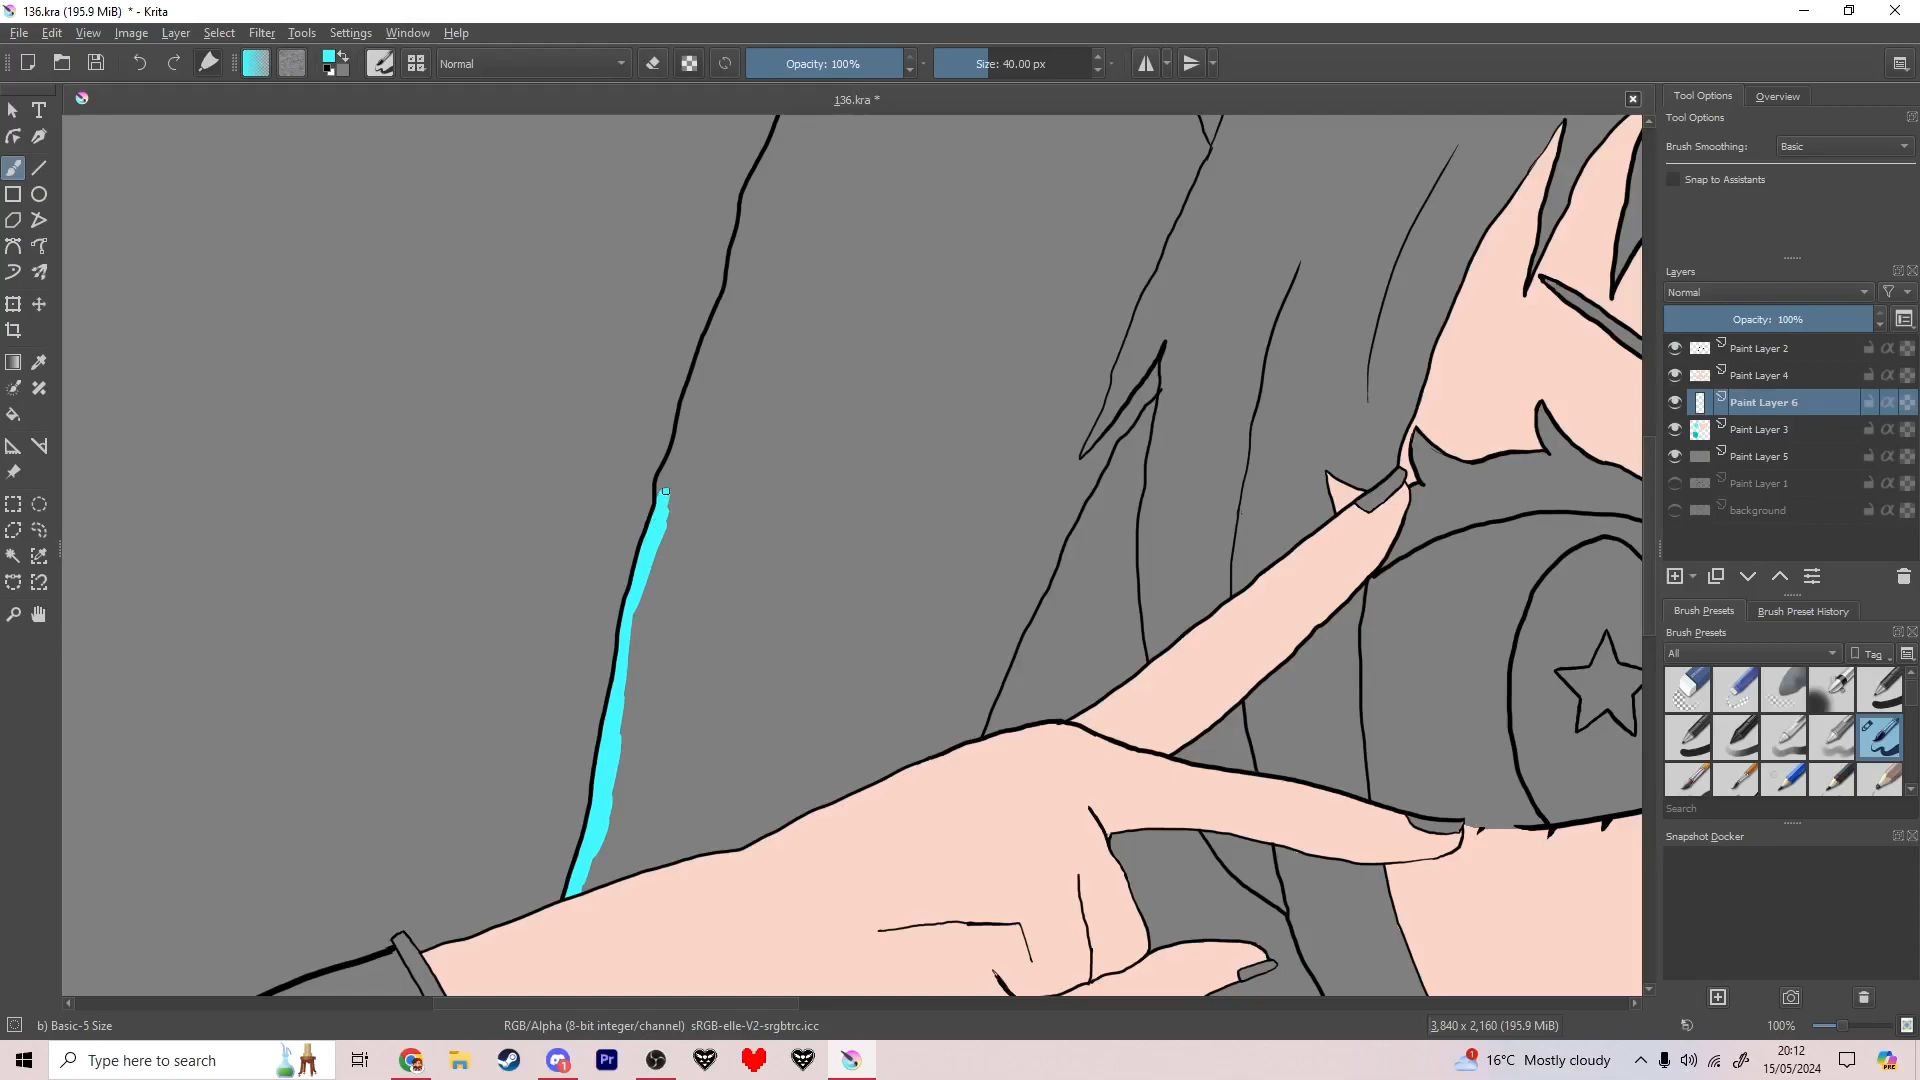 136.kra (195.9 MiB) * - Krita
File Edit View Image Layer Select Filter Tools Settings Window Help
Normal
Opacity: 100%
Size: 40.00 px
136.kra *
Tool Options Overview
Tool Options
Brush Smoothing: Basic
Snap to Assistants
Layers
Normal
Opacity: 100%
Paint Layer 2
Paint Layer 4
Paint Layer 6
Paint Layer 3
Paint Layer 5
Paint Layer 1
background
Brush Presets Brush Preset History
Brush Presets
All Tag
Search
Snapshot Docker
b) Basic-5 Size
RGB/Alpha (8-bit integer/channel) sRGB-elle-V2-srgbtrc.icc
3,840 x 2,160 (195.9 MiB)
100%
Type here to search
1
Pr
1
16°C Mostly cloudy
20:12
15/05/2024
PRE